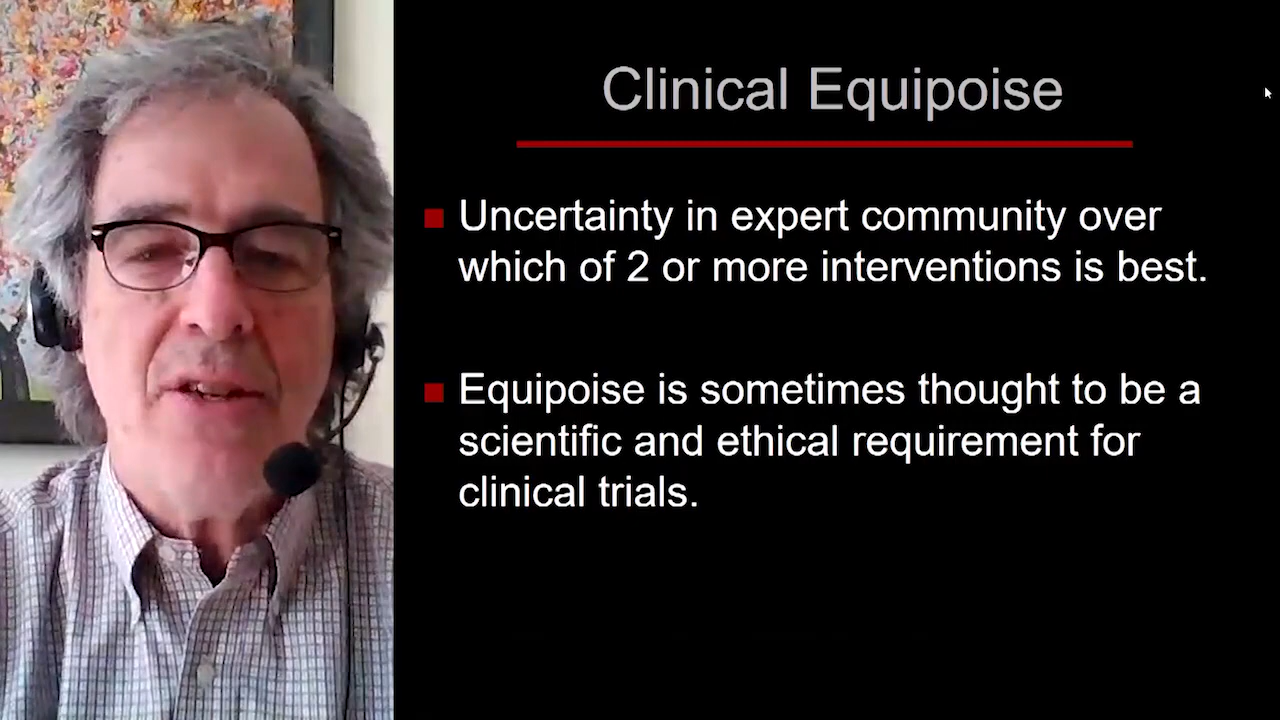 Clinical Equipoise
Uncertainty in expert community over
which of 2 or more interventions is best.
Equipoise is sometimes thought to be a
scientific and ethical requirement for
clinical trials.